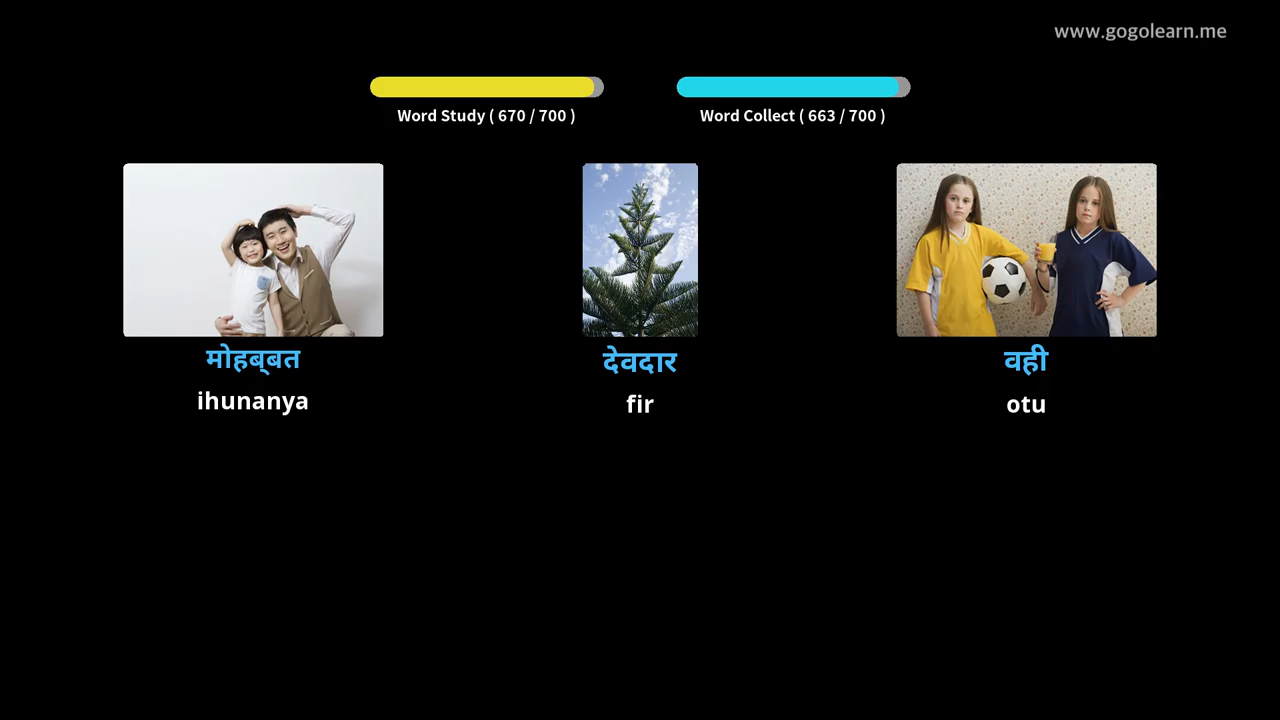 www.gogolearn.me
Word Study ( 670 / 700 )
Word Collect ( 663 / 700 )
मोहब्‍बत
देवदार
वही
ihunanya
fir
otu